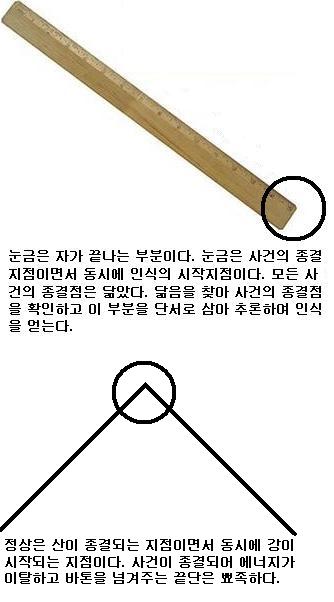 눈금은 자가 끝나는 부분이다. 눈금은 사건의 종결
지점이면서 동시에 인식의 시작지점이다. 모든 사
건의 종결점은 닮았다. 닮음을 찾아 사건의 종결점
을 확인하고 이 부분을 단서로 삼아 추론하여 인식
을 얻는다.
정상은 산이 종결되는 지점이면서 동시에 강이
시작되는 지점이다. 사건이 종결되어 에너지가
이탈하고 바톤을 넘겨주는 끝단은 뾰족하다.